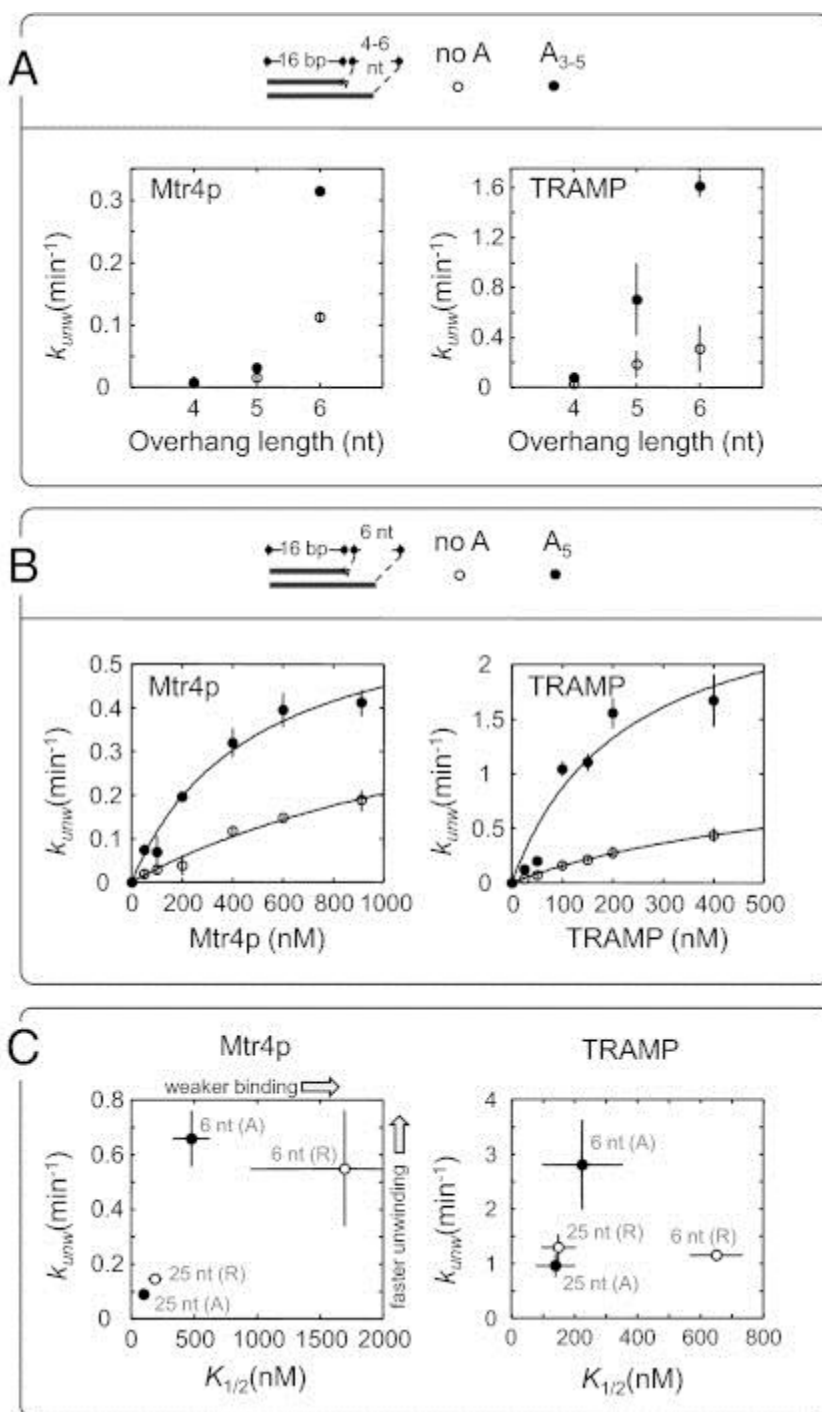 A
16 bp
4-6
nt
no A
A3-5
Mtr4p
kunw(min-1)
0.3
0.2
0.1
0
4 5 6
Overhang length (nt)
TRAMP
kunw(min-1)
1.6
1.2
0.8
0.4
0
4 5 6
Overhang length (nt)
B
16 bp
6 nt
no A
A5
Mtr4p
kunw(min-1)
0.5
0.4
0.3
0.2
0.1
0
0 200 400 600 800 1000
Mtr4p (nM)
TRAMP
kunw(min-1)
2
1.5
1
0.5
0
0 100 200 300 400 500
TRAMP (nM)
C
Mtr4p
weaker binding
faster unwinding
kunw(min-1)
0.8
0.6
0.4
0.2
0
6 nt (A)
6 nt (R)
25 nt (R)
25 nt (A)
0 500 1000 1500 2000
K1/2(nM)
TRAMP
kunw(min-1)
4
3
2
1
0
6 nt (A)
25 nt (R)
6 nt (R)
25 nt (A)
0 200 400 600 800
K1/2(nM)